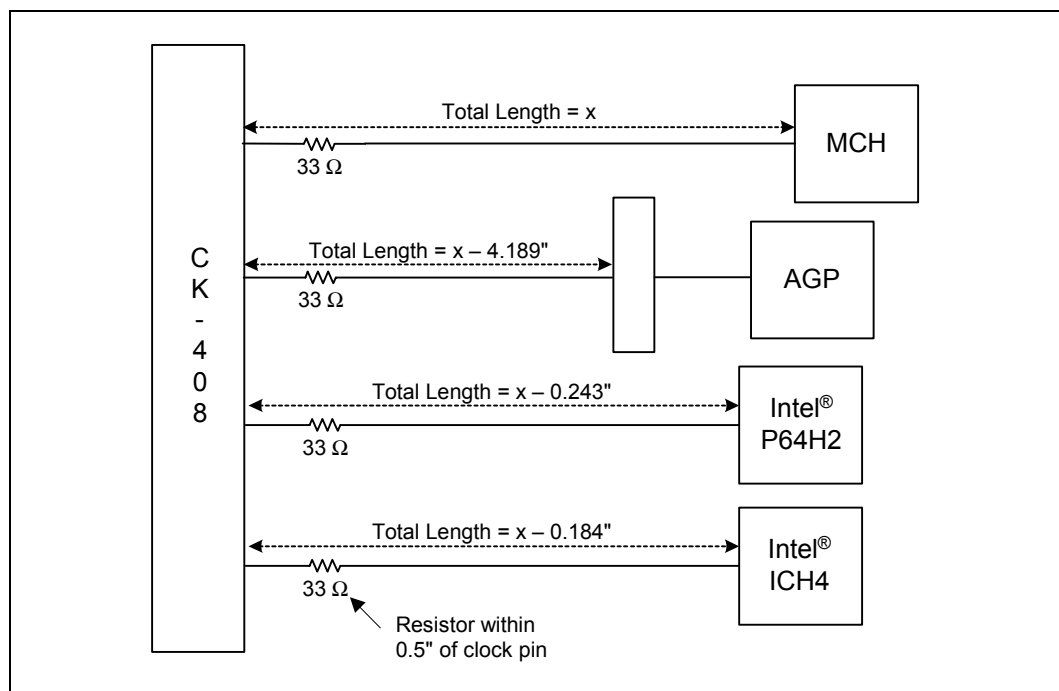 Total Length = x
33 Ω
MCH
C
K
-
4
0
8
Total Length = x – 4.189"
33 Ω
AGP
Total Length = x – 0.243"
33 Ω
Intel®
P64H2
Total Length = x – 0.184"
33 Ω
Intel®
ICH4
Resistor within
0.5" of clock pin